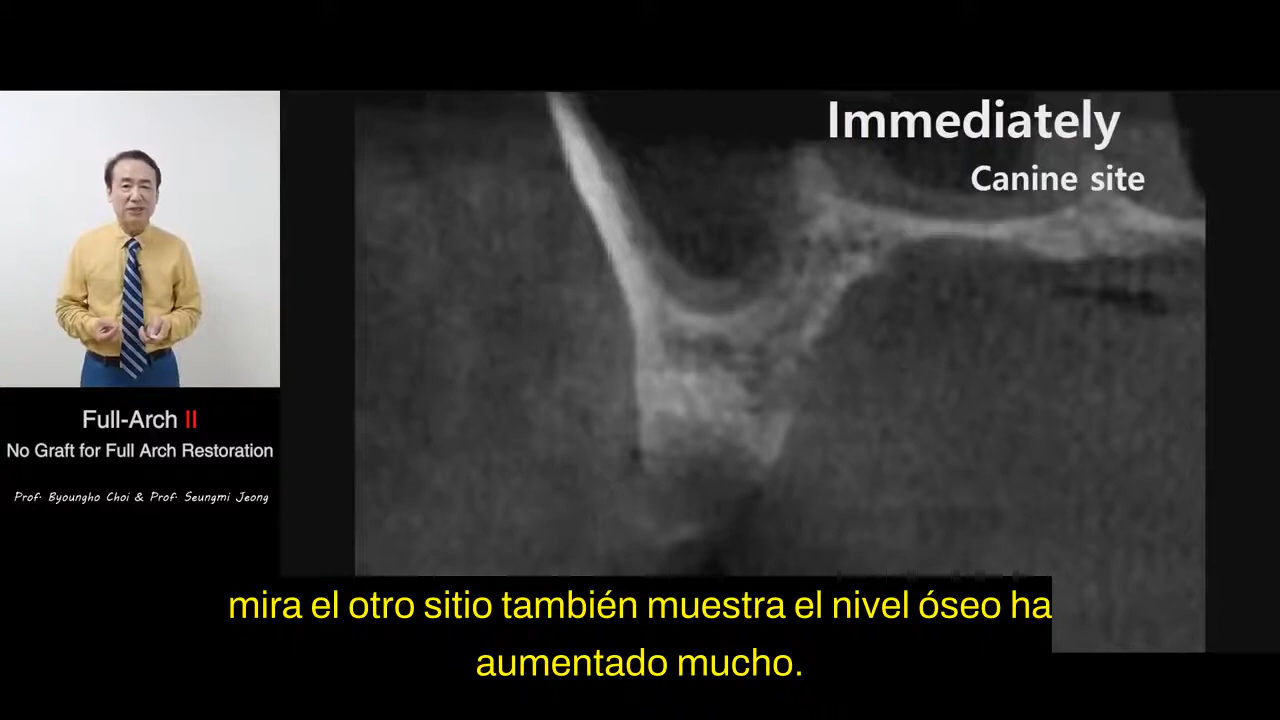 Immediately
Canine site
Full-Arch II
No Graft for Full Arch Restoration
Prof. Byoungho Choi & Prof. Seungmi Jeong
mira el otro sitio también muestra el nivel óseo ha
aumentado mucho.